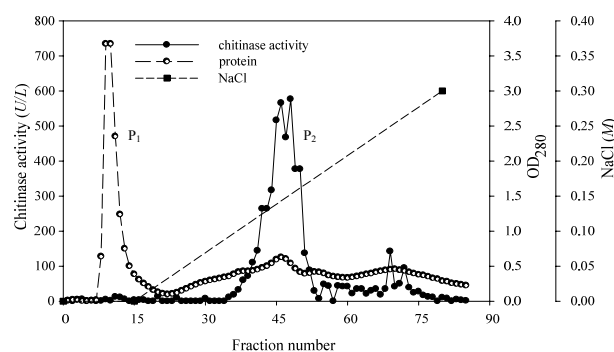 800
700
600
500
400
300
200
100
0
Chitinase activity (U/L)
chitinase activity
protein
NaCl
P1
P2
4.0
3.5
3.0
2.5
2.0
1.5
1.0
0.5
0.0
OD280
0.40
0.35
0.30
0.25
0.20
0.15
0.10
0.05
0.00
NaCl (M)
0 15 30 45 60 75 90
Fraction number